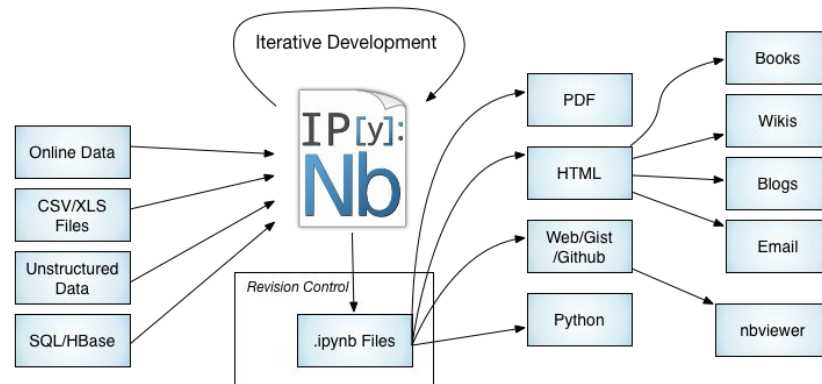 Iterative Development
IP[y]:
Nb
Online Data
CSV/XLS
Files
Unstructured
Data
SQL/HBase
Revision Control
.ipynb Files
PDF
HTML
Web/Gist
/Github
Python
Books
Wikis
Blogs
Email
nbviewer